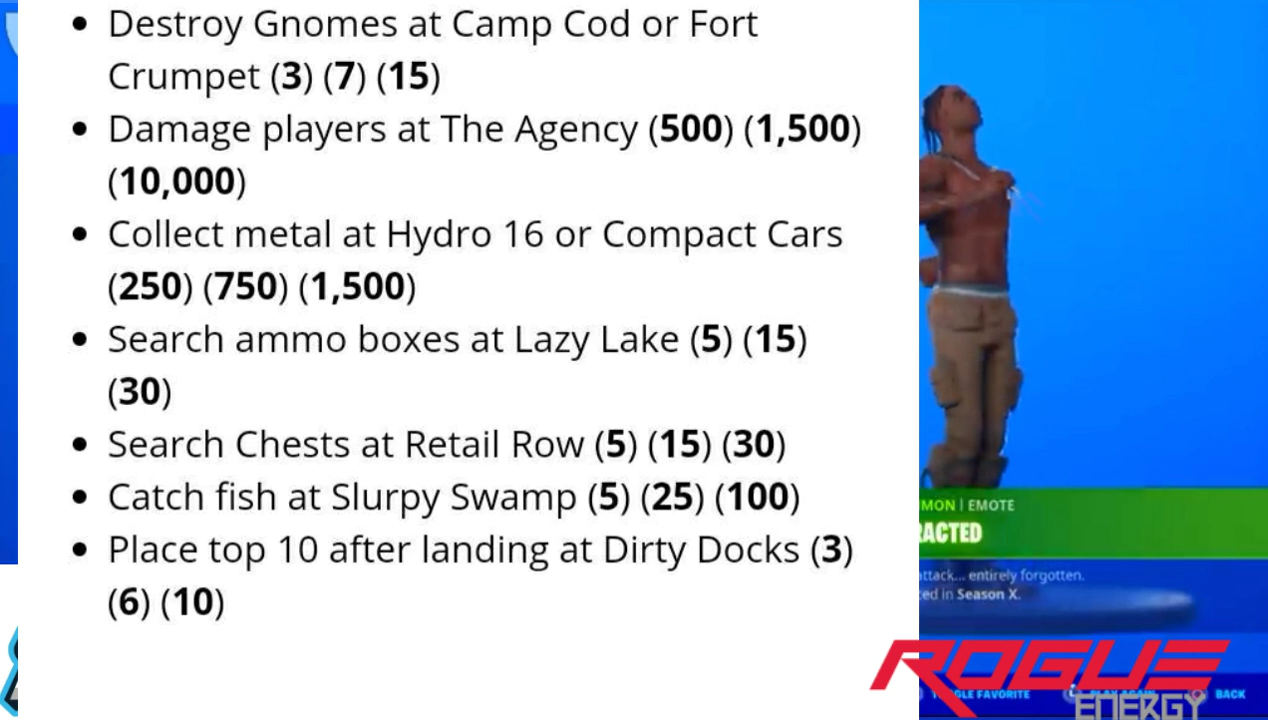 Destroy Gnomes at Camp Cod or Fort
Crumpet (3) (7) (15)
Damage players at The Agency (500) (1,500)
(10,000)
Collect metal at Hydro 16 or Compact Cars
(250) (750) (1,500)
Search ammo boxes at Lazy Lake (5) (15)
(30)
Search Chests at Retail Row (5) (15) (30)
Catch fish at Slurpy Swamp (5) (25) (100)
Place top 10 after landing at Dirty Docks (3)
(6) (10)
MON | EMOTE
RACTED
ttack... entirely forgotten.
ed in Season X.
ROGUE
ENERGY
GLE FAVORITE
BACK